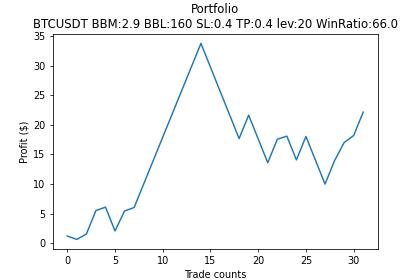 Portfolio
BTCUSDT BBM:2.9 BBL:160 SL:0.4 TP:0.4 lev:20 WinRatio:66.0
35
30
25
20
15
10
5
0
Profit ($)
0 5 10 15 20 25 30
Trade counts